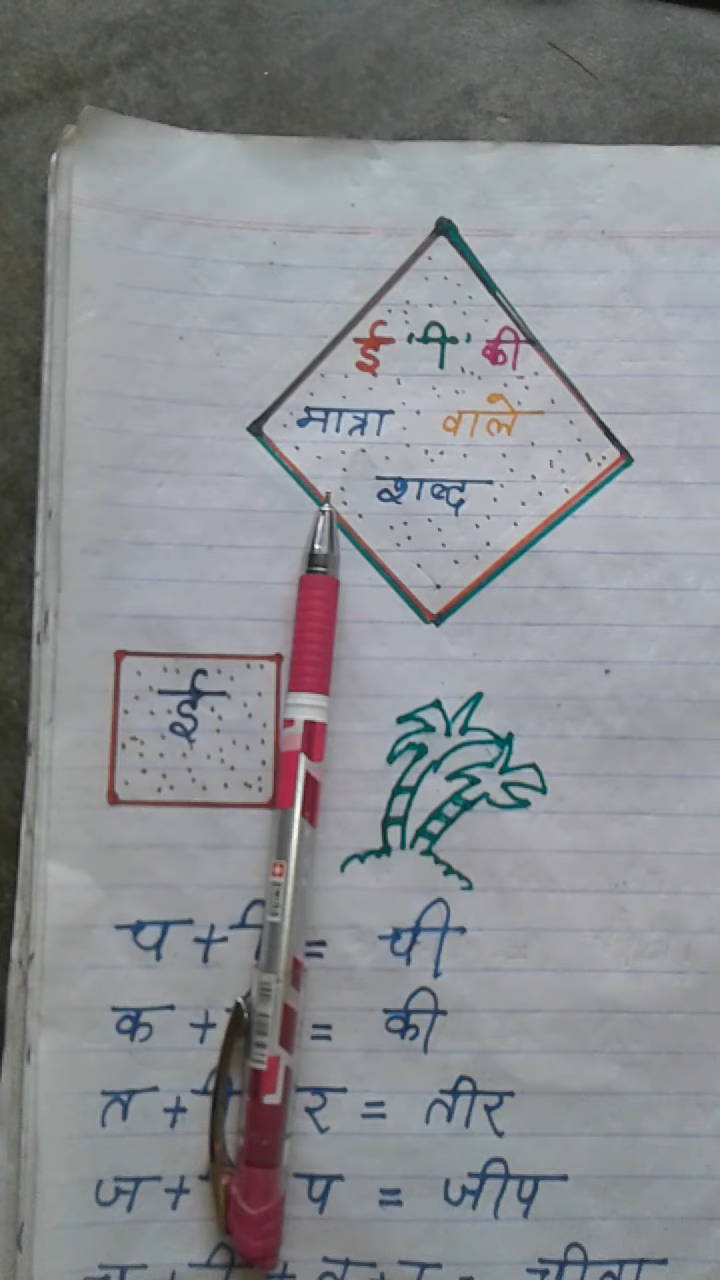 ई 'ी' की
मात्रा वाले
शब्द
ई
प + ी = पी
क + = की
त + ी र = तीर
ज + प = जीप